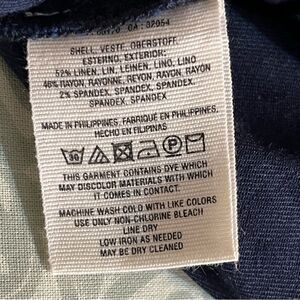 CA: 32054
SHELL, VESTE, OBERSTOFF,
ESTERNO, EXTERIOR:
52% LINEN, LIN, LEINEN, LINO, LINO
46% RAYON, RAYONNE, REYON, RAYON, RAYON
2% SPANDEX, SPANDEX, SPANDEX,
SPANDEX, SPANDEX
MADE IN PHILIPPINES, FABRIQUE EN PHILIPPINES,
HECHO EN FILIPINAS
30 P
THIS GARMENT CONTAINS DYE WHICH
MAY DISCOLOR MATERIALS WITH WHICH
IT COMES IN CONTACT.
MACHINE WASH COLD WITH LIKE COLORS
USE ONLY NON-CHLORINE BLEACH
LINE DRY
LOW IRON AS NEEDED
MAY BE DRY CLEANED